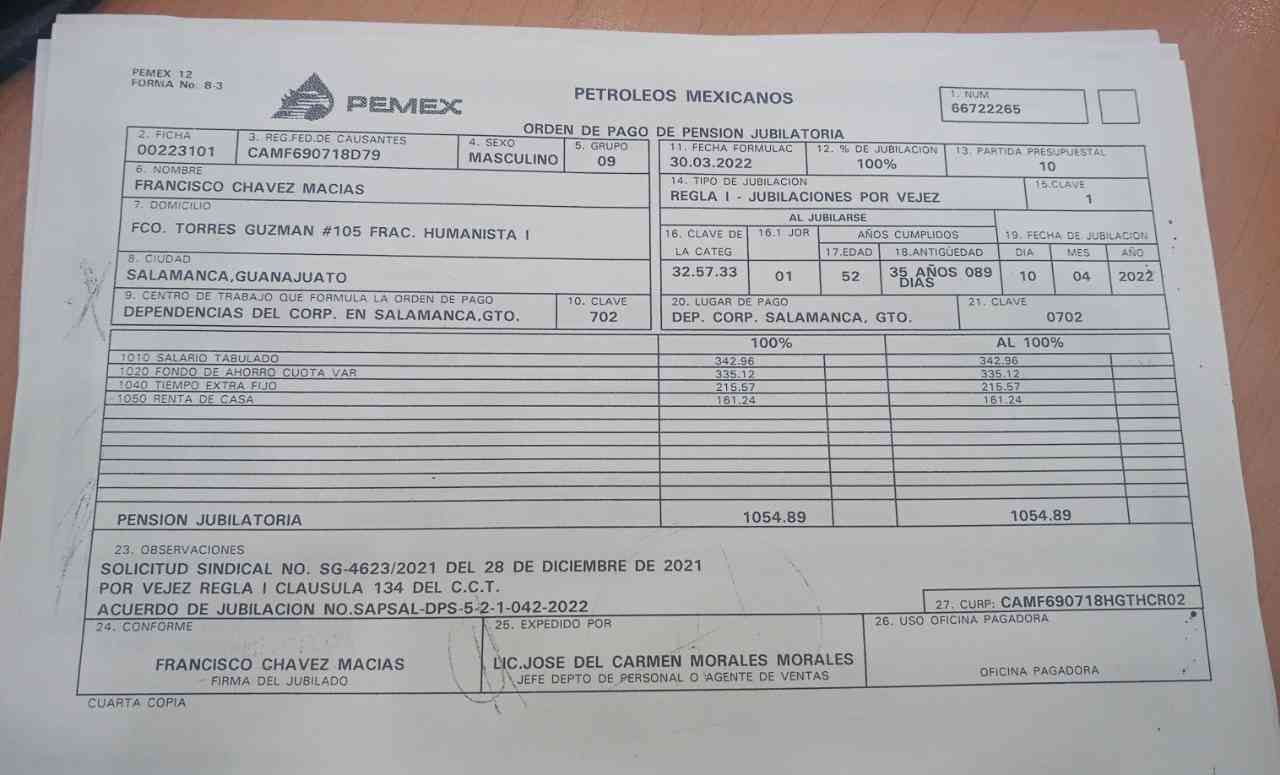 PEMEX 12
FORMA No. 8-3
PEMEX
PETROLEOS MEXICANOS
1. NUM
66722265
ORDEN DE PAGO DE PENSION JUBILATORIA
2. FICHA
00223101
3. REG.FED.DE CAUSANTES
CAMF690718D79
4. SEXO
MASCULINO
5. GRUPO
09
11. FECHA FORMULAC
30.03.2022
12. % DE JUBILACION
100%
13. PARTIDA PRESUPUESTAL
10
6. NOMBRE
FRANCISCO CHAVEZ MACIAS
14. TIPO DE JUBILACION
REGLA I - JUBILACIONES POR VEJEZ
15.CLAVE
1
7. DOMICILIO
FCO. TORRES GUZMAN #105 FRAC. HUMANISTA I
AL JUBILARSE
16. CLAVE DE
LA CATEG
32.57.33
16.1 JOR
01
AÑOS CUMPLIDOS
17.EDAD
52
18.ANTIGÜEDAD
35 AÑOS 089
DIAS
19. FECHA DE JUBILACION
DIA MES AÑO
10 04 2022
8. CIUDAD
SALAMANCA,GUANAJUATO
9. CENTRO DE TRABAJO QUE FORMULA LA ORDEN DE PAGO
DEPENDENCIAS DEL CORP. EN SALAMANCA,GTO.
10. CLAVE
702
20. LUGAR DE PAGO
DEP. CORP. SALAMANCA, GTO.
21. CLAVE
0702
100% AL 100%
1010 SALARIO TABULADO 342.96 342.96
1020 FONDO DE AHORRO CUOTA VAR 335.12 335.12
1040 TIEMPO EXTRA FIJO 215.57 215.57
1050 RENTA DE CASA 161.24 161.24
PENSION JUBILATORIA 1054.89 1054.89
23. OBSERVACIONES
SOLICITUD SINDICAL NO. SG-4623/2021 DEL 28 DE DICIEMBRE DE 2021
POR VEJEZ REGLA I CLAUSULA 134 DEL C.C.T.
ACUERDO DE JUBILACION NO.SAPSAL-DPS-5-2-1-042-2022
27. CURP: CAMF690718HGTHCR02
24. CONFORME
FRANCISCO CHAVEZ MACIAS
FIRMA DEL JUBILADO
25. EXPEDIDO POR
LIC.JOSE DEL CARMEN MORALES MORALES
JEFE DEPTO DE PERSONAL O AGENTE DE VENTAS
26. USO OFICINA PAGADORA
OFICINA PAGADORA
CUARTA COPIA